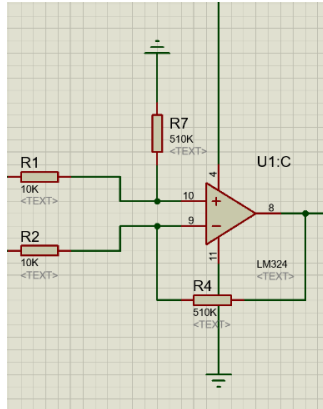 R7
510K
<TEXT>
R1
10K
<TEXT>
U1:C
4
10
9
8
11
R2
10K
<TEXT>
LM324
<TEXT>
R4
510K
<TEXT>